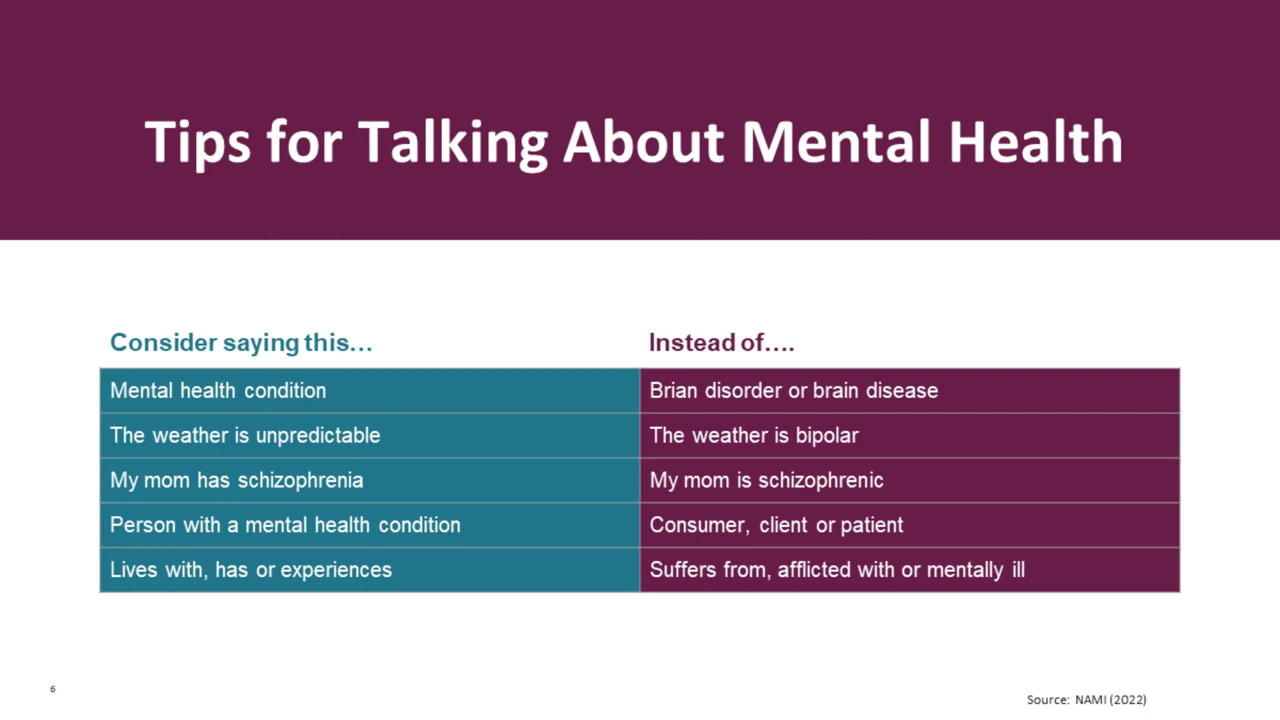 Tips for Talking About Mental Health
Consider saying this… Instead of….
Mental health condition Brian disorder or brain disease
The weather is unpredictable The weather is bipolar
My mom has schizophrenia My mom is schizophrenic
Person with a mental health condition Consumer, client or patient
Lives with, has or experiences Suffers from, afflicted with or mentally ill
6
Source: NAMI (2022)